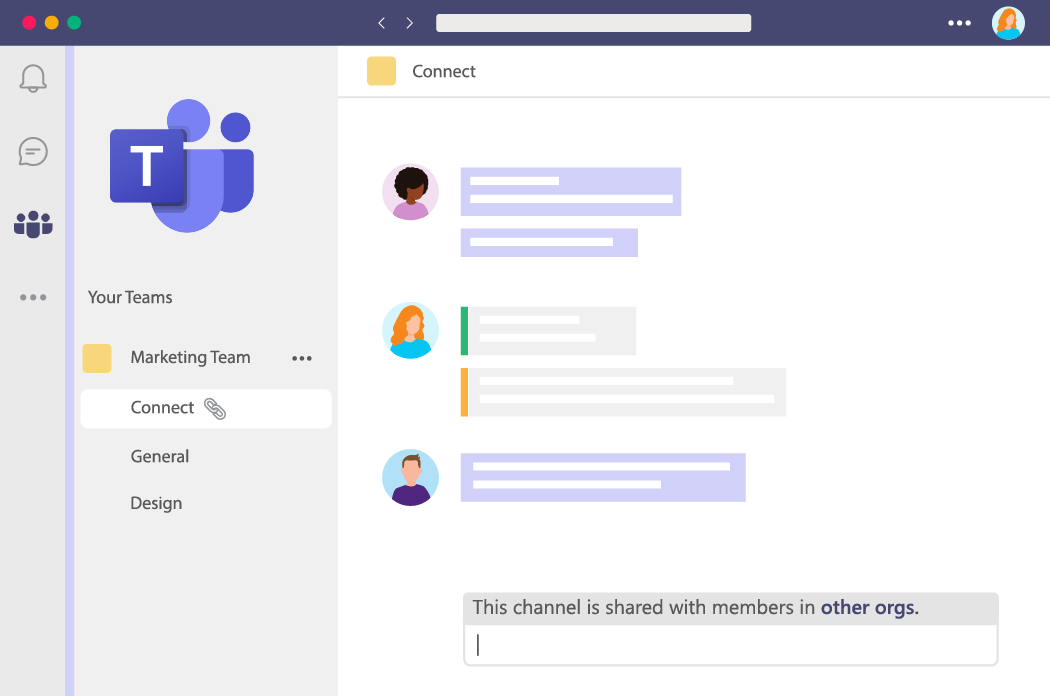 Connect
T
Your Teams
Marketing Team
Connect
General
Design
This channel is shared with members in other orgs.